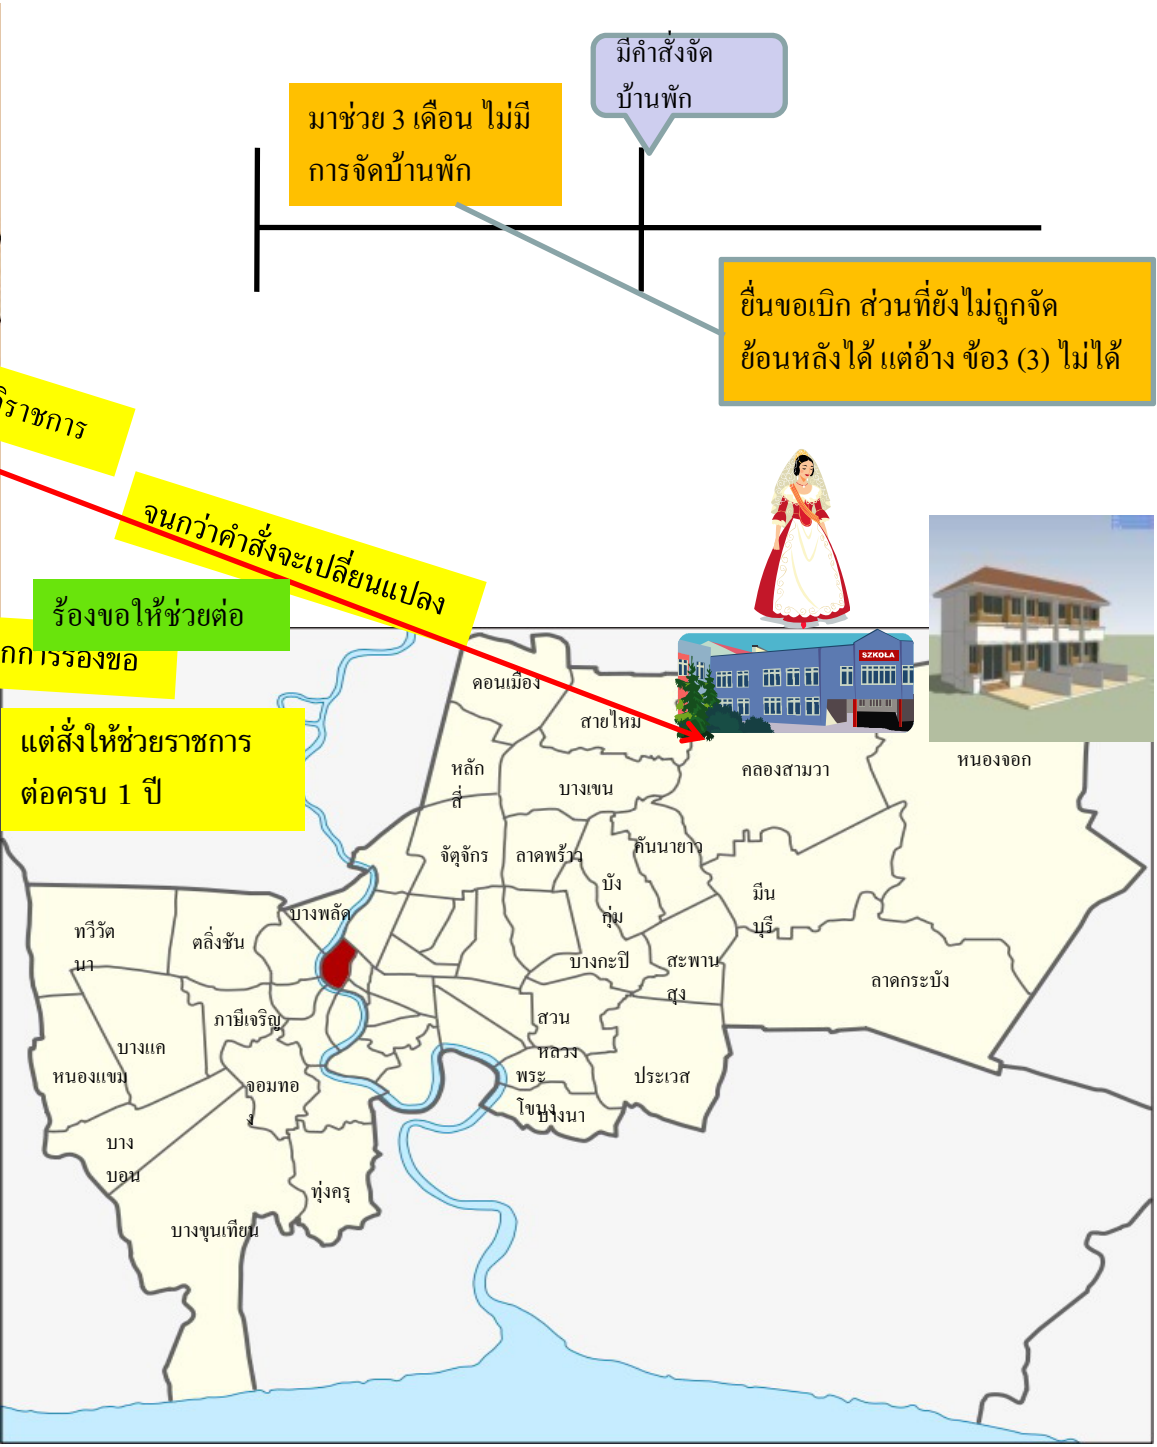 มีคำสั่งจัด
บ้านพัก
มาช่วย 3 เดือน ไม่มี
การจัดบ้านพัก
ยื่นขอเบิก ส่วนที่ยังไม่ถูกจัด
ย้อนหลังได้ แต่อ้าง ข้อ3 (3) ไม่ได้
ราชการ
จนกว่าคำสั่งจะเปลี่ยนแปลง
ร้องขอให้ช่วยต่อ
กการร้องขอ
แต่สั่งให้ช่วยราชการ
ต่อครบ 1 ปี
SZKOŁA
ดอนเมือง
สายไหม
หลัก
สี่
บางเขน
คลองสามวา
หนองจอก
จัตุจักร
ลาดพร้าว
คันนายาว
บัง
กุ่ม
มีน
บุรี
บางพลัด
ทวีวัต
นา
ตลิ่งชัน
บางกะปิ
สะพาน
สุง
ลาดกระบัง
ภาษีเจริญ
สวน
หลวง
บางแค
หนองแขม
จอมทอ
ง
พระ
โขนง
บางนา
ประเวส
บาง
บอน
ทุ่งครุ
บางขุนเทียน